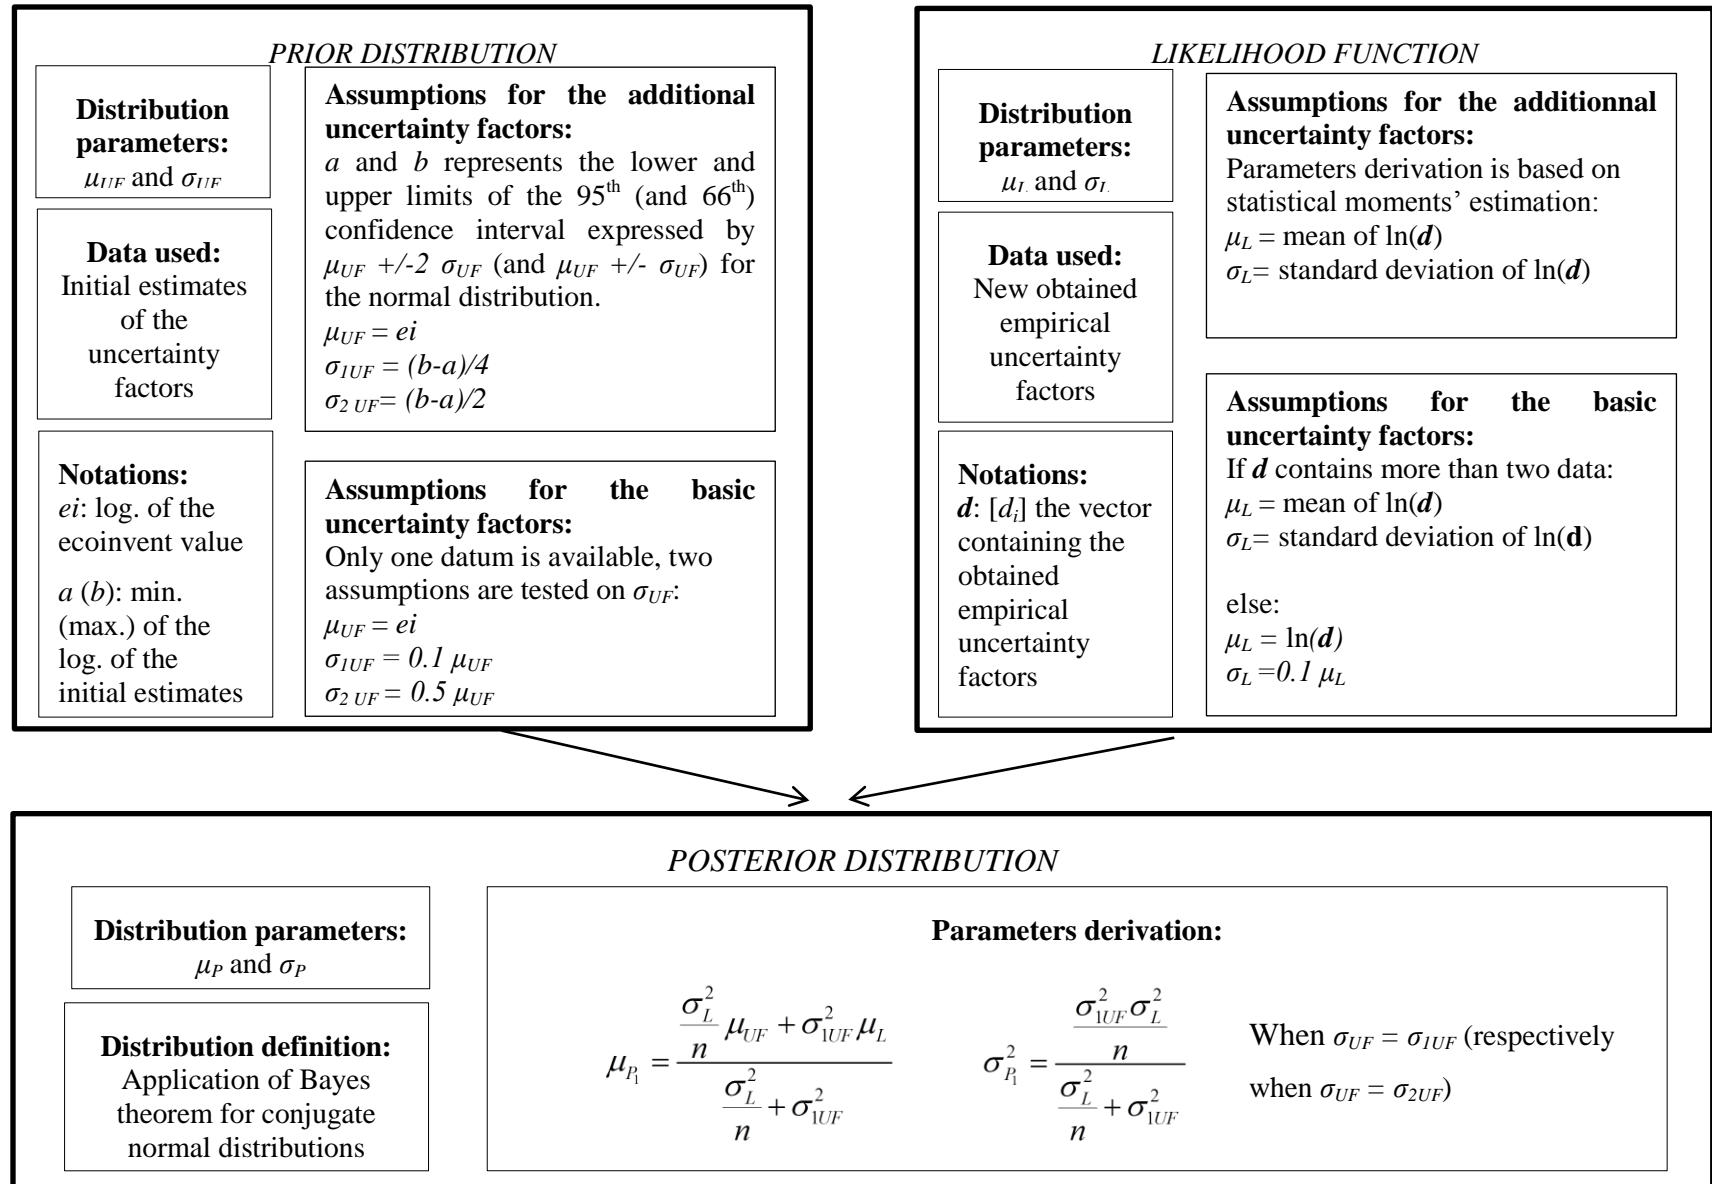 PRIOR DISTRIBUTION
Distribution
parameters:
μUF and σUF
Data used:
Initial estimates
of the
uncertainty
factors
Notations:
ei: log. of the
ecoinvent value
a (b): min.
(max.) of the
log. of the
initial estimates
Assumptions for the additional
uncertainty factors:
a and b represents the lower and
upper limits of the 95th (and 66th)
confidence interval expressed by
μUF +/-2 σUF (and μUF +/- σUF) for
the normal distribution.
μUF = ei
σ1UF = (b-a)/4
σ2 UF= (b-a)/2
Assumptions for the basic
uncertainty factors:
Only one datum is available, two
assumptions are tested on σUF:
μUF = ei
σ1UF = 0.1 μUF
σ2 UF = 0.5 μUF
LIKELIHOOD FUNCTION
Distribution
parameters:
μL and σL
Data used:
New obtained
empirical
uncertainty
factors
Notations:
d: [di] the vector
containing the
obtained
empirical
uncertainty
factors
Assumptions for the additionnal
uncertainty factors:
Parameters derivation is based on
statistical moments’ estimation:
μL = mean of ln(d)
σL= standard deviation of ln(d)
Assumptions for the basic
uncertainty factors:
If d contains more than two data:
μL = mean of ln(d)
σL= standard deviation of ln(d)
else:
μL = ln(d)
σL =0.1 μL
POSTERIOR DISTRIBUTION
Distribution parameters:
μP and σP
Distribution definition:
Application of Bayes
theorem for conjugate
normal distributions
Parameters derivation:
μP1 = (σL²/n μUF + σ1UF² μL) / (σL²/n + σ1UF²)
σP1² = (σ1UF² σL²/n) / (σL²/n + σ1UF²)
When σUF = σ1UF (respectively
when σUF = σ2UF)